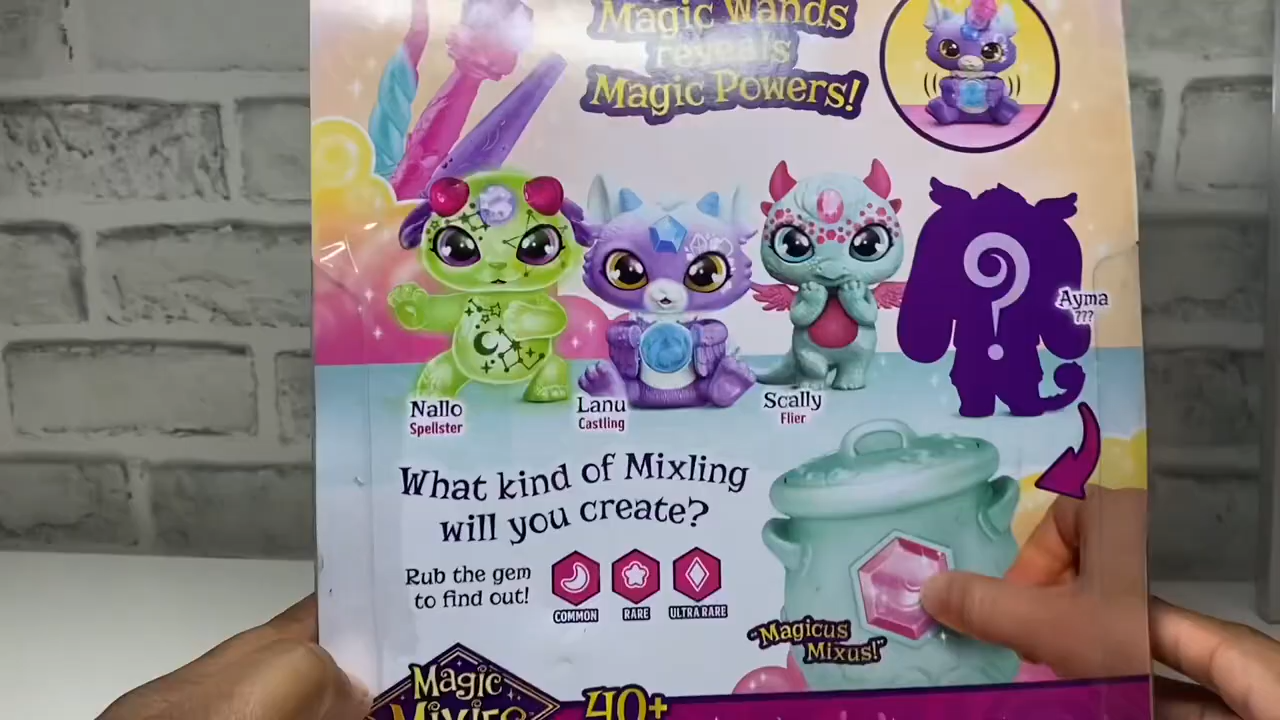 Magic Wands
reveals
Magic Powers!
?
Ayma
???
Nallo
Spellster
Lanu
Castling
Scally
Flier
What kind of Mixling
will you create?
Rub the gem
to find out!
COMMON
RARE
ULTRA RARE
"Magicus
Mixus!"
Magic
Mixies
40+